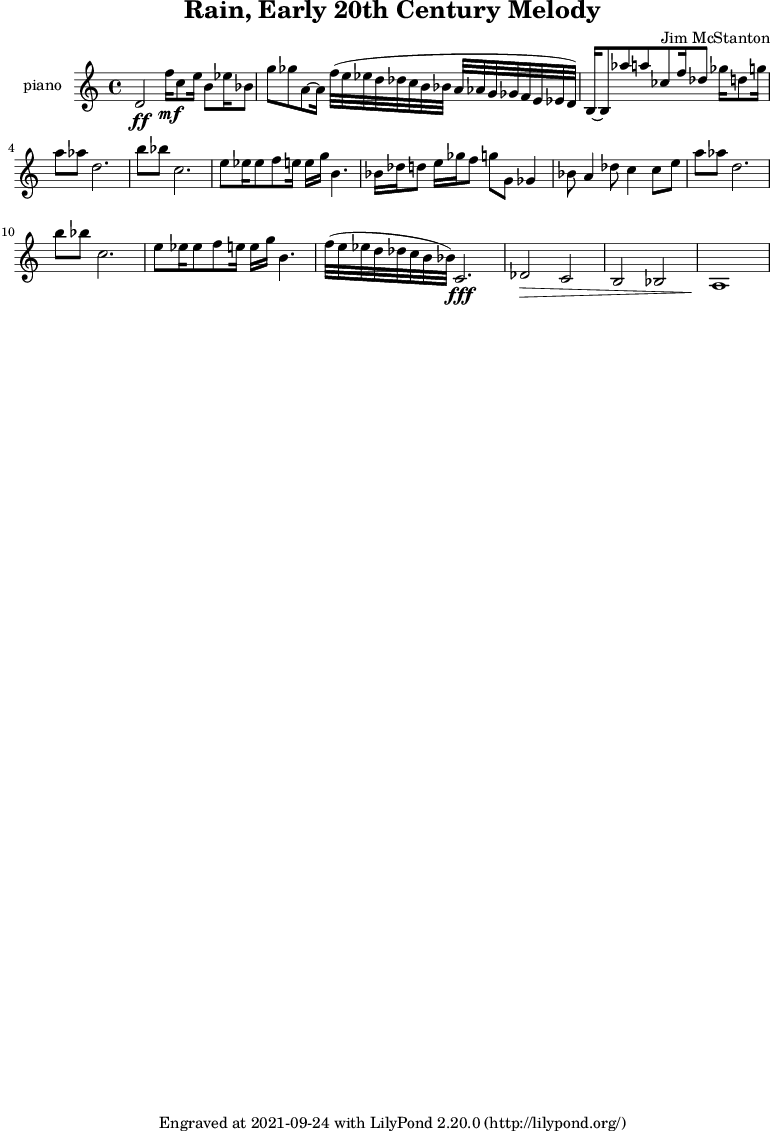 Rain, Early 20th Century Melody
Jim McStanton
piano
ff mf
4
10
fff
Engraved at 2021-09-24 with LilyPond 2.20.0 (http://lilypond.org/)